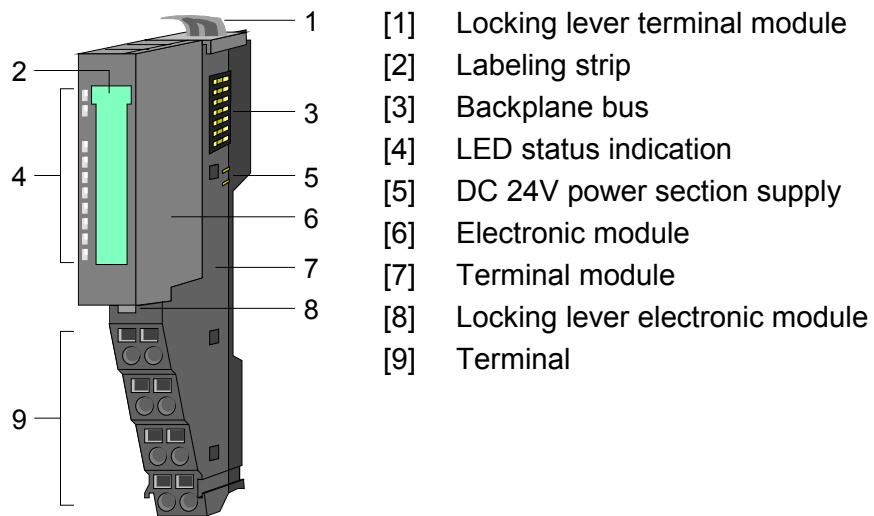 1
2
3
4
5
6
7
8
9
[1] Locking lever terminal module
[2] Labeling strip
[3] Backplane bus
[4] LED status indication
[5] DC 24V power section supply
[6] Electronic module
[7] Terminal module
[8] Locking lever electronic module
[9] Terminal